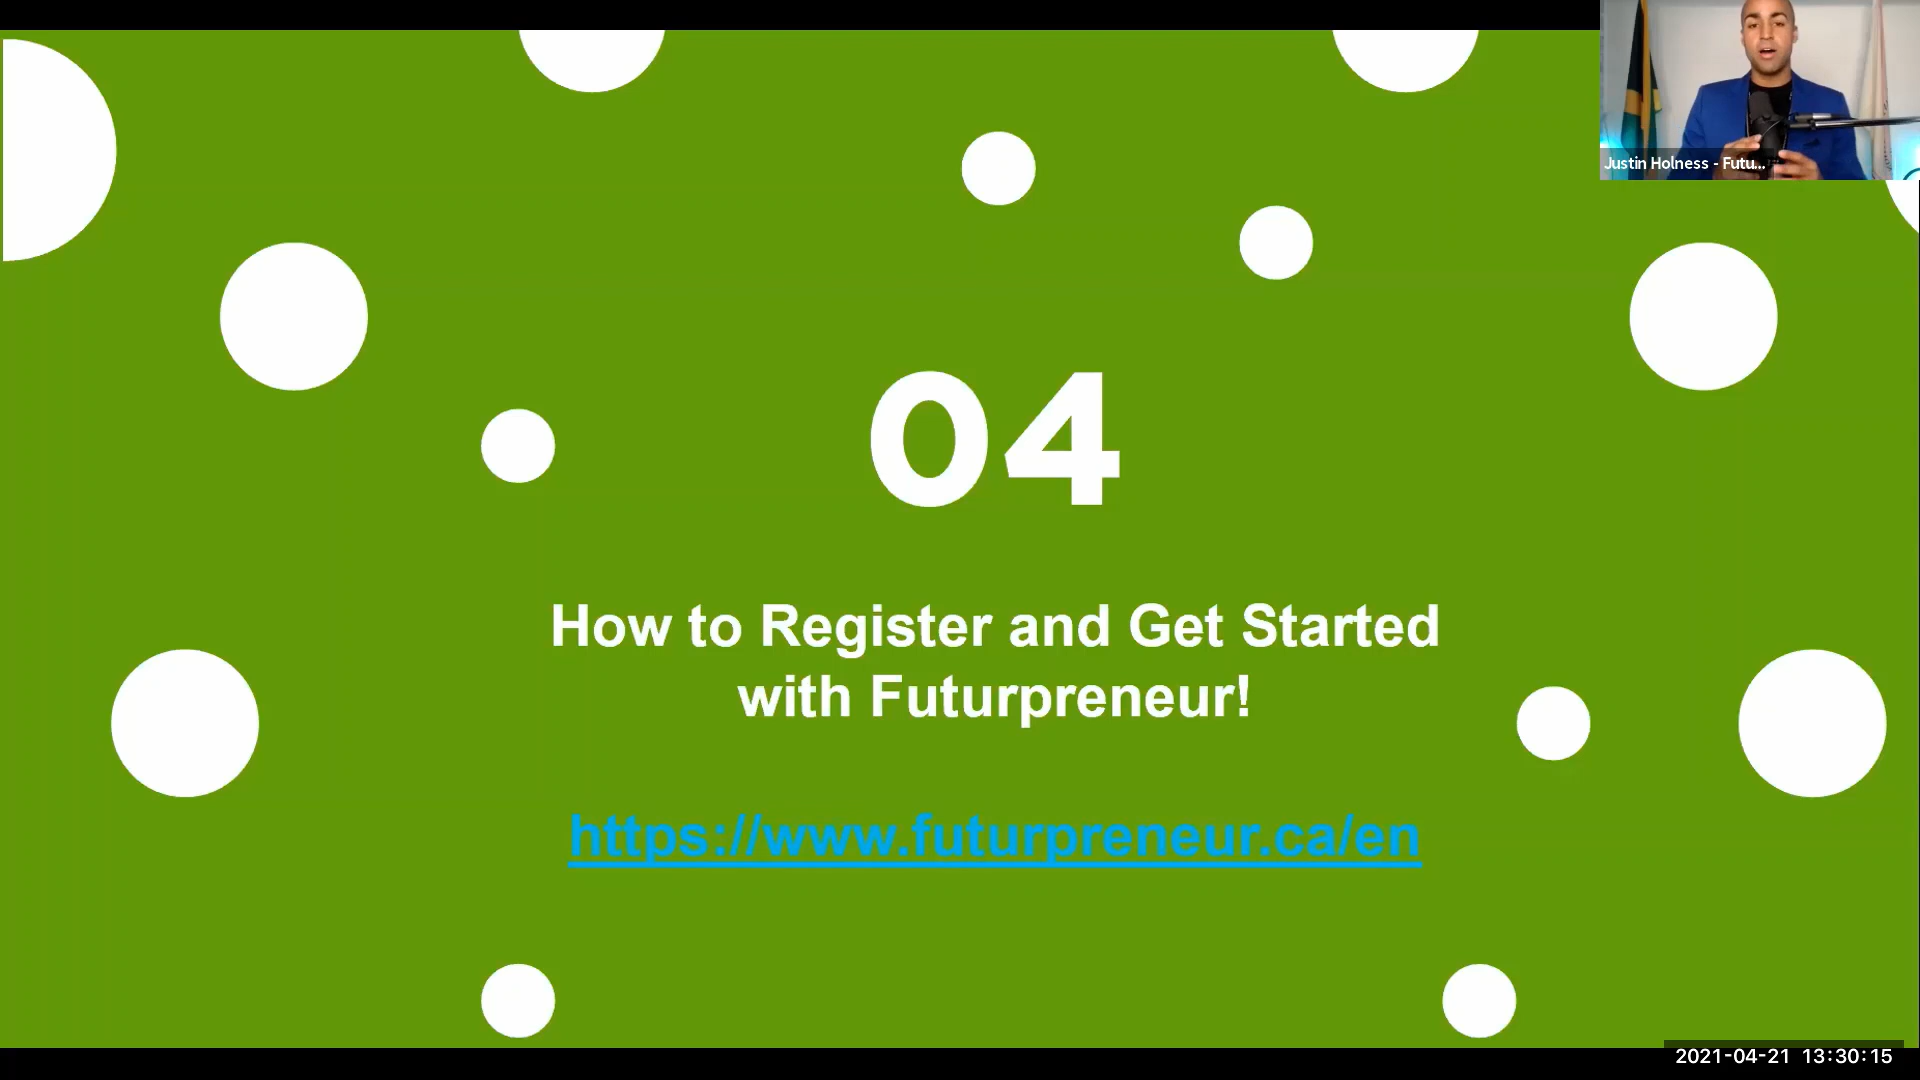 Justin Holness - Futu...
04
How to Register and Get Started
with Futurpreneur!
https://www.futurpreneur.ca/en
2021-04-21 13:30:15